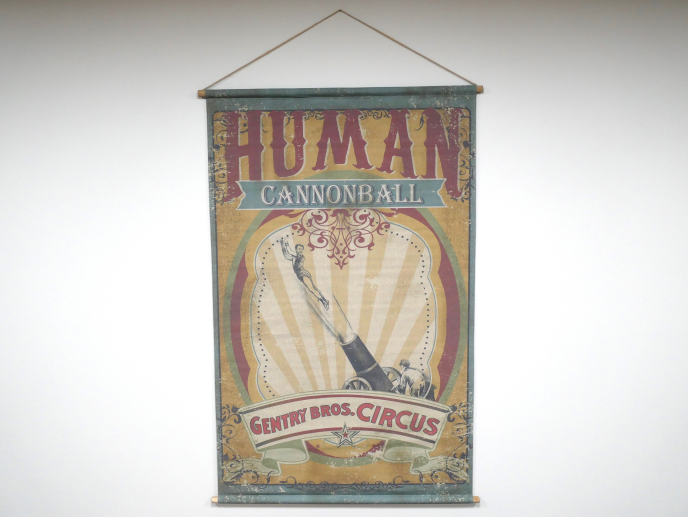 HUMAN
CANNONBALL
GENTRY BROS. CIRCUS